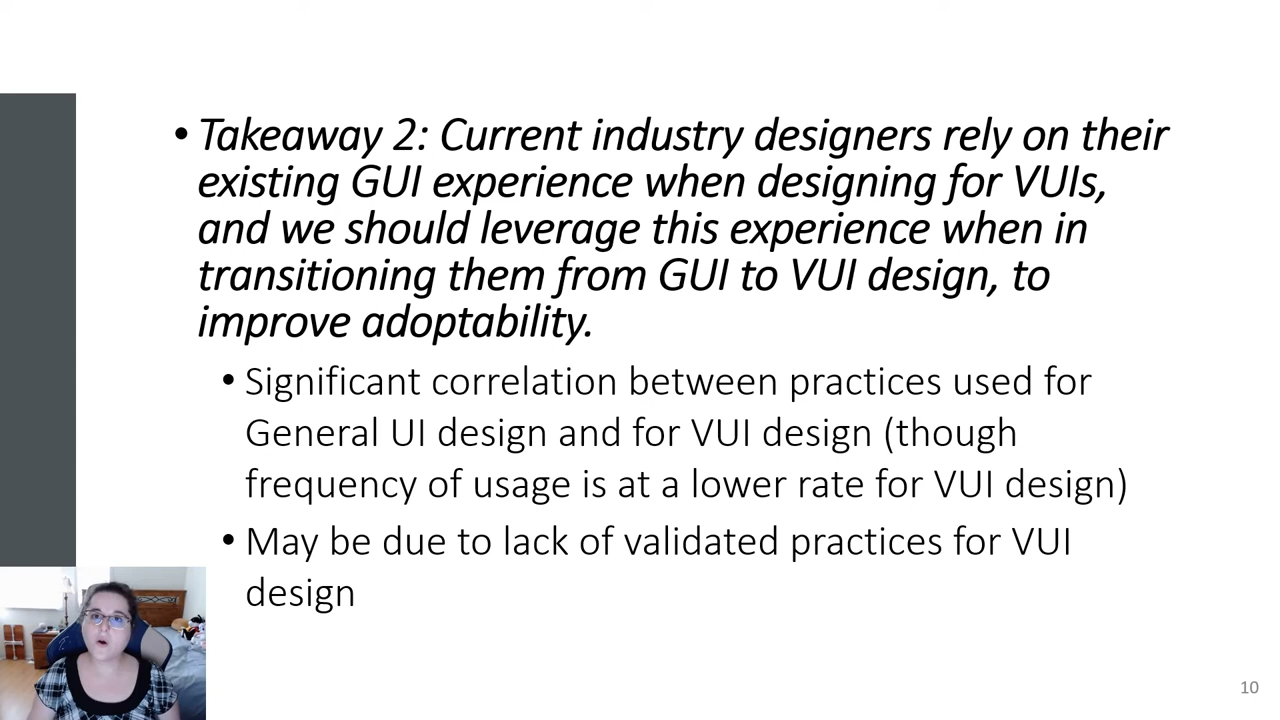 • Takeaway 2: Current industry designers rely on their
existing GUI experience when designing for VUIs,
and we should leverage this experience when in
transitioning them from GUI to VUI design, to
improve adoptability.
• Significant correlation between practices used for
General UI design and for VUI design (though
frequency of usage is at a lower rate for VUI design)
• May be due to lack of validated practices for VUI
design
10